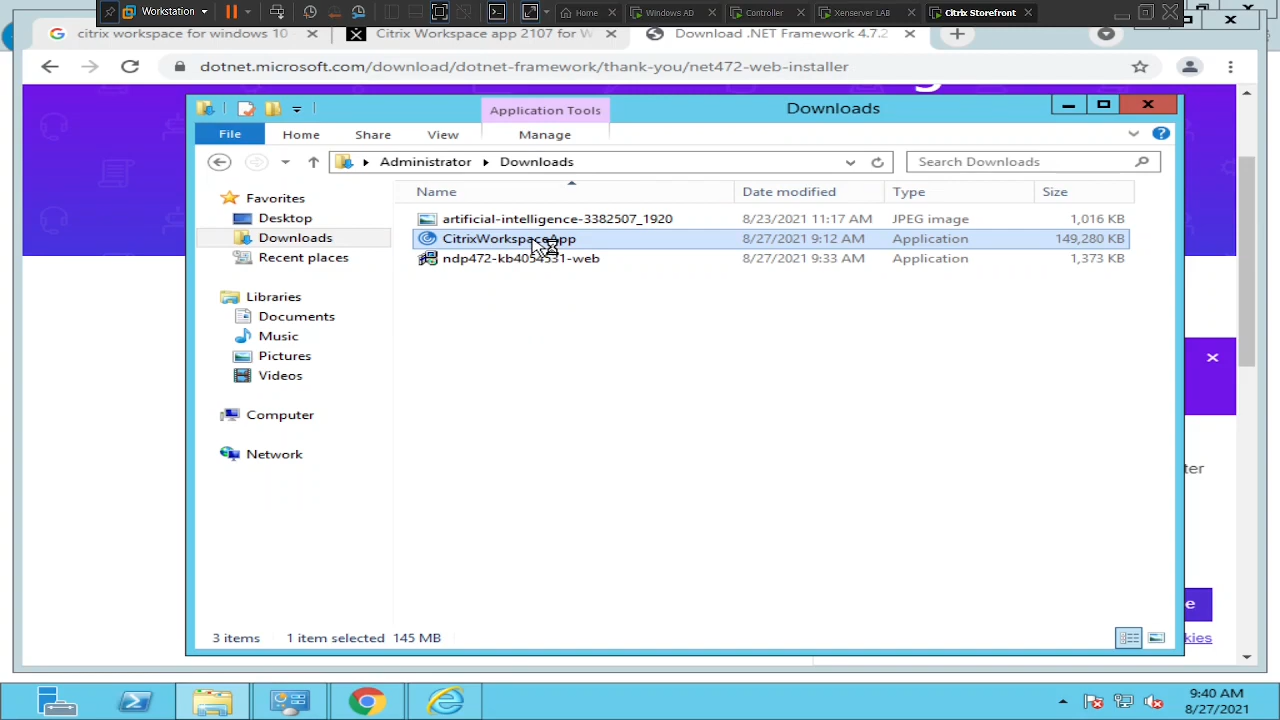 Workstation
Home
Windows AD
Controller
Xenserver LAB
Citrix Storefront
citrix workspace for windows 10
Citrix Workspace app 2107 for W
Download .NET Framework 4.7.2
dotnet.microsoft.com/download/dotnet-framework/thank-you/net472-web-installer
Application Tools
Downloads
File
Home
Share
View
Manage
Administrator
Downloads
Search Downloads
Name
Date modified
Type
Size
Favorites
Desktop
Downloads
Recent places
Libraries
Documents
Music
Pictures
Videos
Computer
Network
artificial-intelligence-3382507_1920 8/23/2021 11:17 AM JPEG image 1,016 KB
CitrixWorkspaceApp 8/27/2021 9:12 AM Application 149,280 KB
ndp472-kb4054531-web 8/27/2021 9:33 AM Application 1,373 KB
ter
e
kies
3 items 1 item selected 145 MB
9:40 AM
8/27/2021